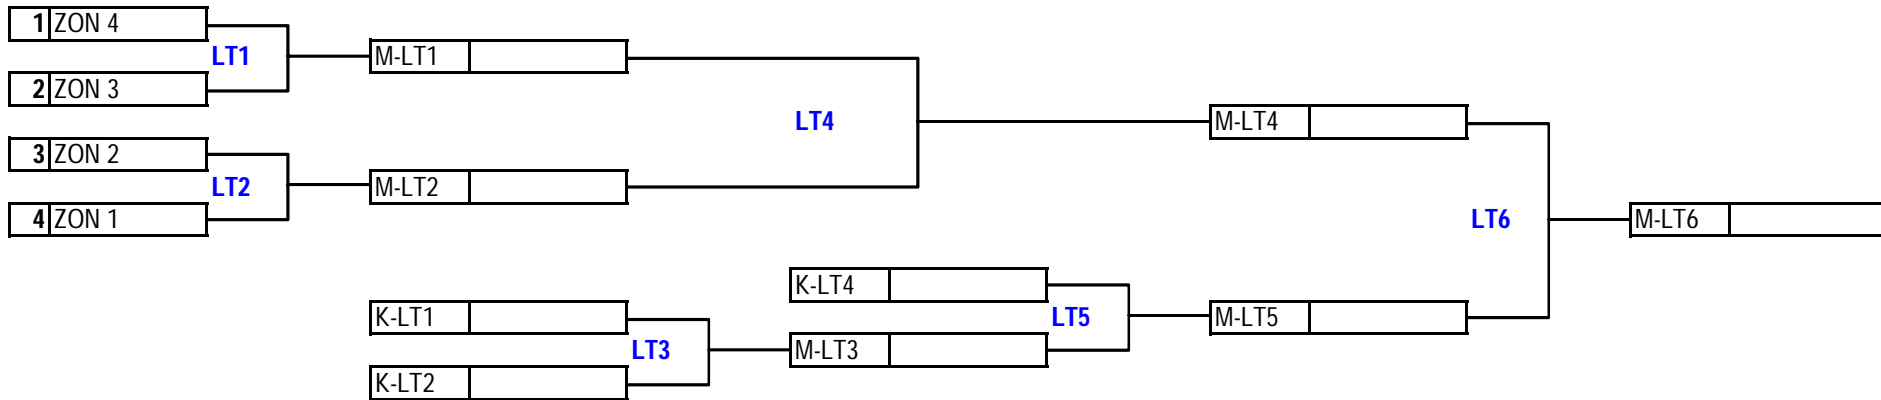 1 ZON 4
LT1
M-LT1
2 ZON 3
LT4
M-LT4
3 ZON 2
LT2
M-LT2
4 ZON 1
LT6
M-LT6
K-LT4
K-LT1
LT5
M-LT5
LT3
M-LT3
K-LT2